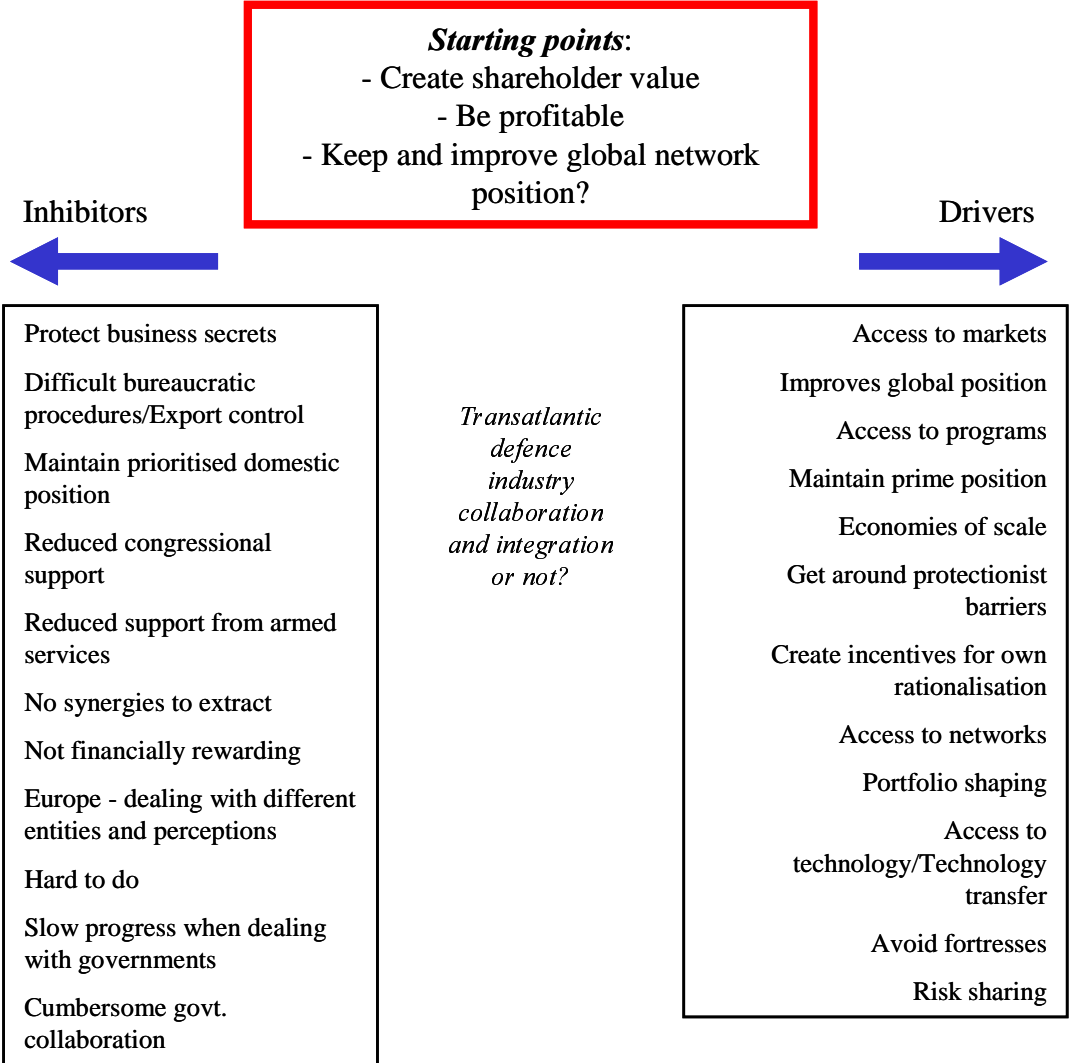 Starting points:
- Create shareholder value
- Be profitable
- Keep and improve global network
position?
Inhibitors
Drivers
Protect business secrets
Difficult bureaucratic
procedures/Export control
Maintain prioritised domestic
position
Reduced congressional
support
Reduced support from armed
services
No synergies to extract
Not financially rewarding
Europe - dealing with different
entities and perceptions
Hard to do
Slow progress when dealing
with governments
Cumbersome govt.
collaboration
Transatlantic
defence
industry
collaboration
and integration
or not?
Access to markets
Improves global position
Access to programs
Maintain prime position
Economies of scale
Get around protectionist
barriers
Create incentives for own
rationalisation
Access to networks
Portfolio shaping
Access to
technology/Technology
transfer
Avoid fortresses
Risk sharing